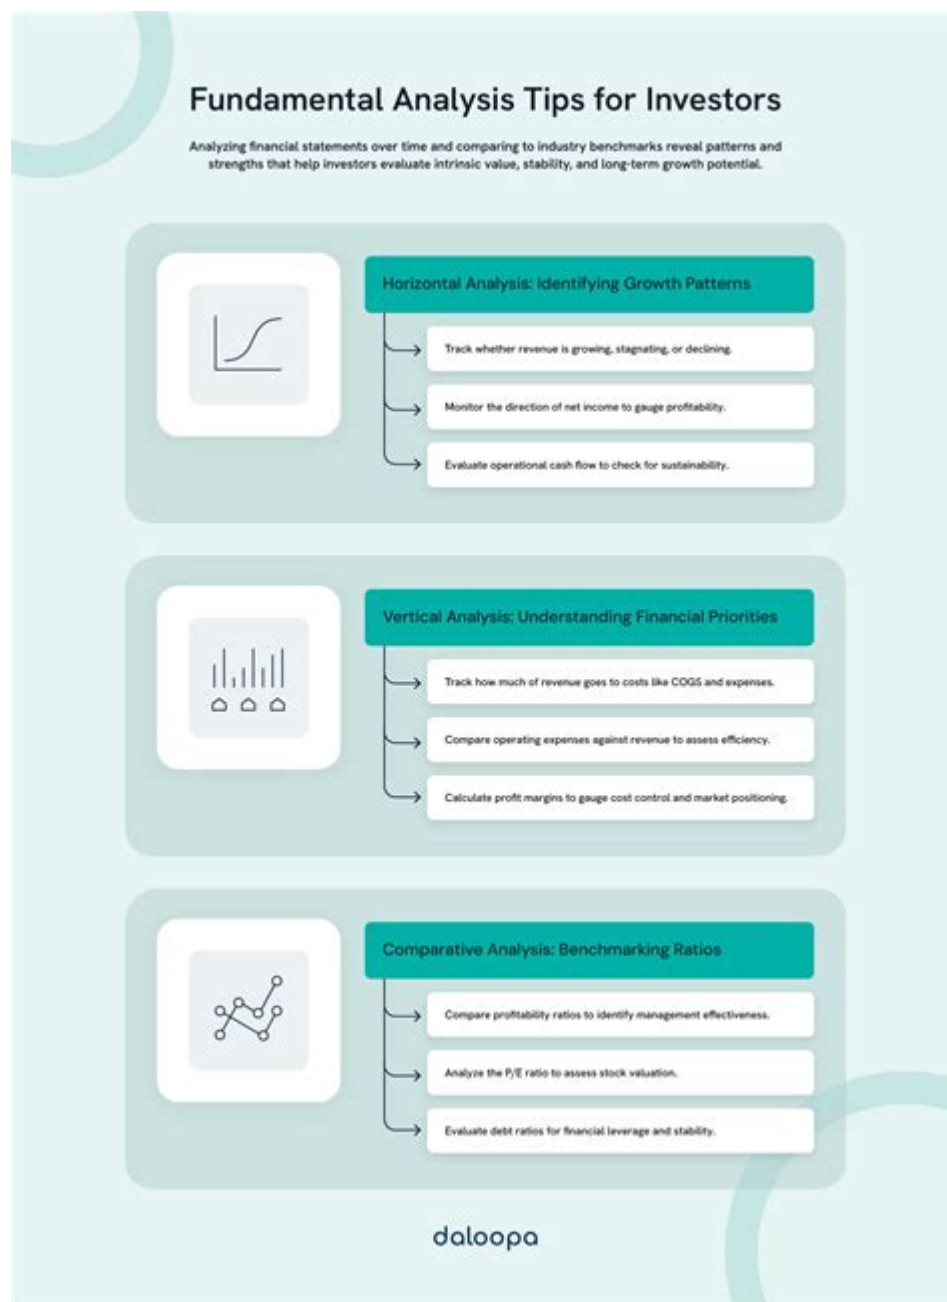 Fundamental Analysis Tips for Investors
Analyzing financial statements over time and comparing to industry benchmarks reveal patterns and
strengths that help investors evaluate intrinsic value, stability, and long-term growth potential.
Horizontal Analysis: Identifying Growth Patterns
Track whether revenue is growing, stagnating, or declining.
Monitor the direction of net income to gauge profitability.
Evaluate operational cash flow to check for sustainability.
Vertical Analysis: Understanding Financial Priorities
Track how much of revenue goes to costs like COGS and expenses.
Compare operating expenses against revenue to assess efficiency.
Calculate profit margins to gauge cost control and market positioning.
Comparative Analysis: Benchmarking Ratios
Compare profitability ratios to identify management effectiveness.
Analyze the P/E ratio to assess stock valuation.
Evaluate debt ratios for financial leverage and stability.
daloopa